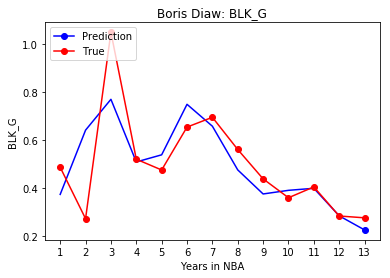 Boris Diaw: BLK_G
Prediction
True
1.0
0.8
0.6
0.4
0.2
BLK_G
1 2 3 4 5 6 7 8 9 10 11 12 13
Years in NBA